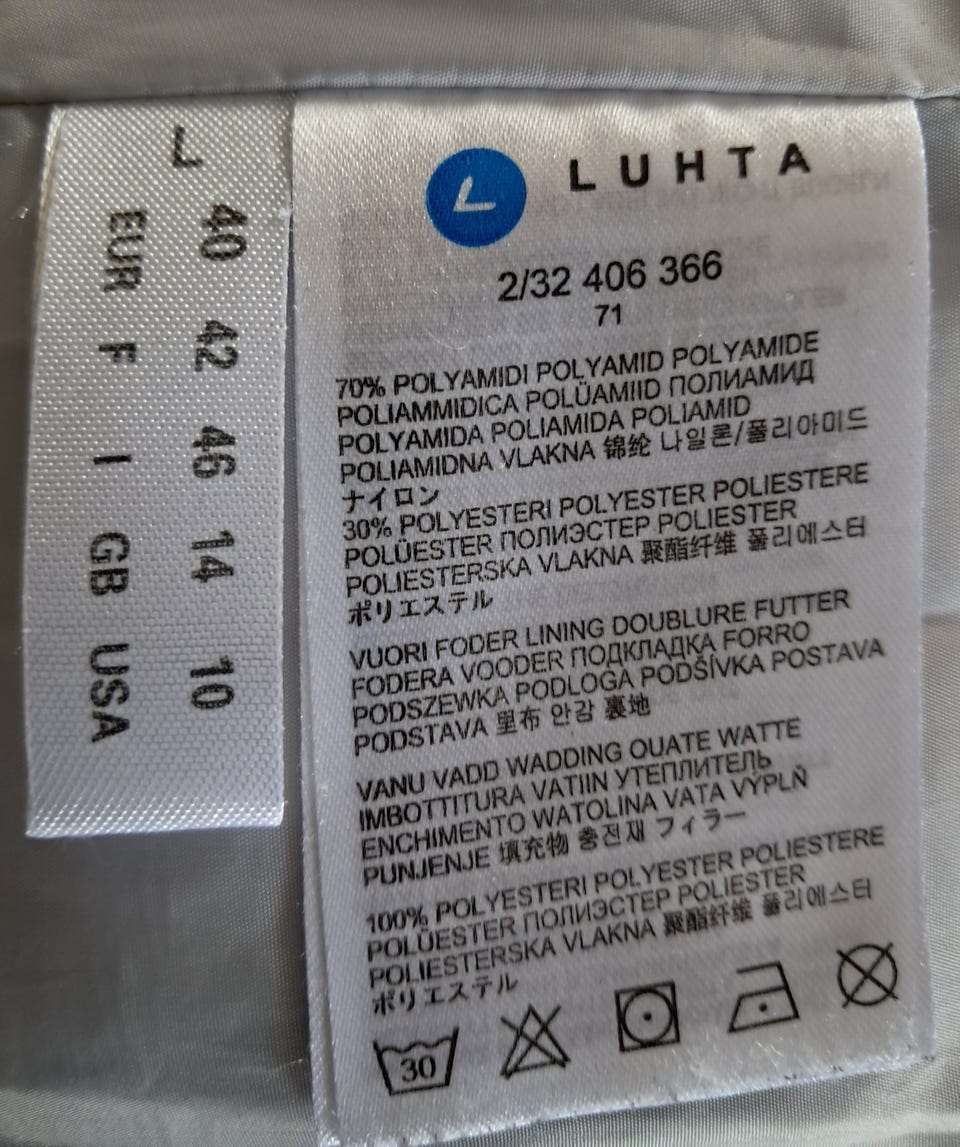 L
EUR 40
F 42
I 46
GB 14
USA 10
L LUHTA
2/32 406 366
71
70% POLYAMIDI POLYAMID POLYAMIDE
POLIAMMIDICA POLÜAMIID ПОЛИАМИД
POLYAMIDA POLIAMIDA POLIAMID
POLIAMIDNA VLAKNA 锦纶 나일론/폴리아미드
ナイロン
30% POLYESTERI POLYESTER POLIESTERE
POLÜESTER ПОЛИЭСТЕР POLIESTER
POLIESTERSKA VLAKNA 聚酯纤维 폴리에스터
ポリエステル
VUORI FODER LINING DOUBLURE FUTTER
FODERA VOODER ПОДКЛАДКА FORRO
PODSZEWKA PODLOGA PODŠÍVKA POSTAVA
PODSTAVA 里布 안감 裏地
VANU VADD WADDING OUATE WATTE
IMBOTTITURA VATIIN УТЕПЛИТЕЛЬ
ENCHIMENTO WATOLINA VATA VÝPLŇ
PUNJENJE 填充物 충전재 フィラー
100% POLYESTERI POLYESTER POLIESTERE
POLÜESTER ПОЛИЭСТЕР POLIESTER
POLIESTERSKA VLAKNA 聚酯纤维 폴리에스터
ポリエステル
30